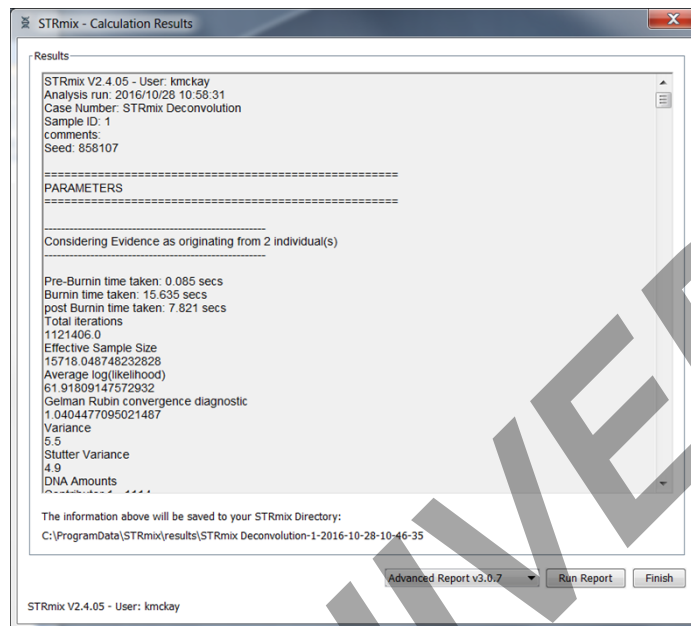 STRmix - Calculation Results
Results
STRmix V2.4.05 - User: kmckay
Analysis run: 2016/10/28 10:58:31
Case Number: STRmix Deconvolution
Sample ID: 1
comments:
Seed: 858107
=====================================================
PARAMETERS
=====================================================
-----------------------------------------------------
Considering Evidence as originating from 2 individual(s)
-----------------------------------------------------
Pre-Burnin time taken: 0.085 secs
Burnin time taken: 15.635 secs
post Burnin time taken: 7.821 secs
Total iterations
1121406.0
Effective Sample Size
15718.048748232828
Average log(likelihood)
61.91809147572932
Gelman Rubin convergence diagnostic
1.0404477095021487
Variance
5.5
Stutter Variance
4.9
DNA Amounts
The information above will be saved to your STRmix Directory:
C:\ProgramData\STRmix\results\STRmix Deconvolution-1-2016-10-28-10-46-35
Advanced Report v3.0.7
Run Report
Finish
STRmix V2.4.05 - User: kmckay